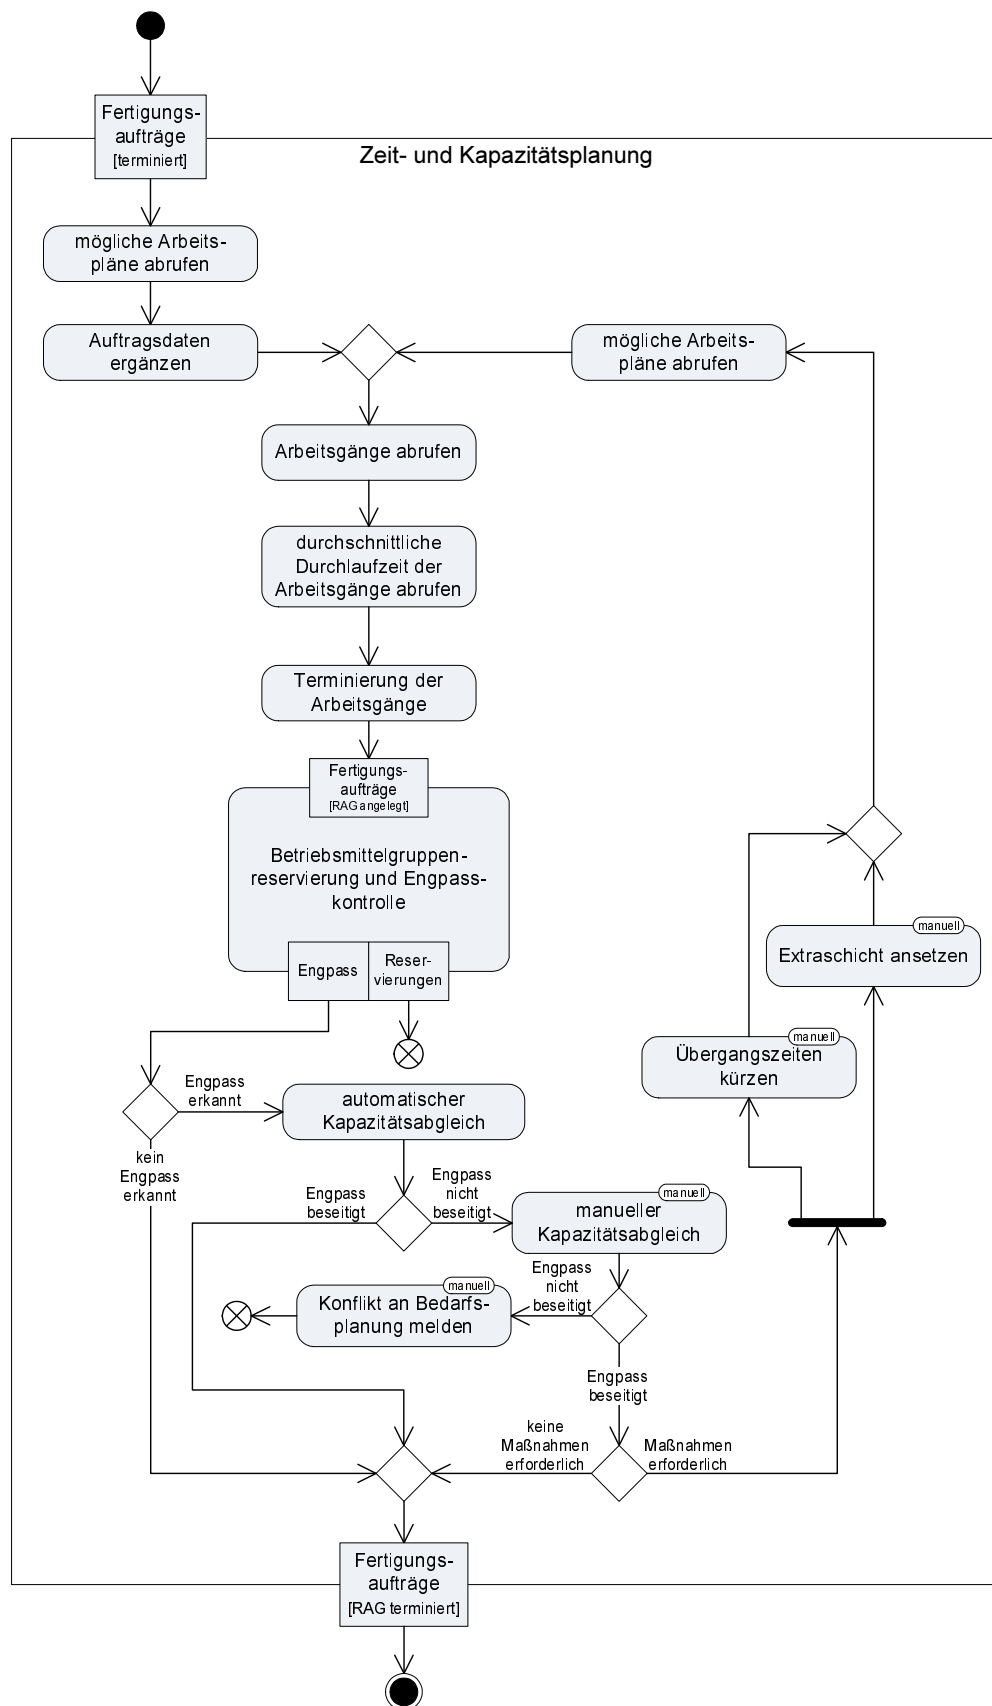 Fertigungs-
aufträge
[terminiert]
Zeit- und Kapazitätsplanung
mögliche Arbeits-
pläne abrufen
Auftragsdaten
ergänzen
mögliche Arbeits-
pläne abrufen
Arbeitsgänge abrufen
durchschnittliche
Durchlaufzeit der
Arbeitsgänge abrufen
Terminierung der
Arbeitsgänge
Fertigungs-
aufträge
[RAG angelegt]
Betriebsmittelgruppen-
reservierung und Engpass-
kontrolle
Engpass
Reser-
vierungen
manuell
Extraschicht ansetzen
manuell
Übergangszeiten
kürzen
Engpass
erkannt
automatischer
Kapazitätsabgleich
kein
Engpass
erkannt
Engpass
beseitigt
Engpass
nicht
beseitigt
manuell
manueller
Kapazitätsabgleich
Engpass
nicht
beseitigt
manuell
Konflikt an Bedarfs-
planung melden
Engpass
beseitigt
keine
Maßnahmen
erforderlich
Maßnahmen
erforderlich
Fertigungs-
aufträge
[RAG terminiert]